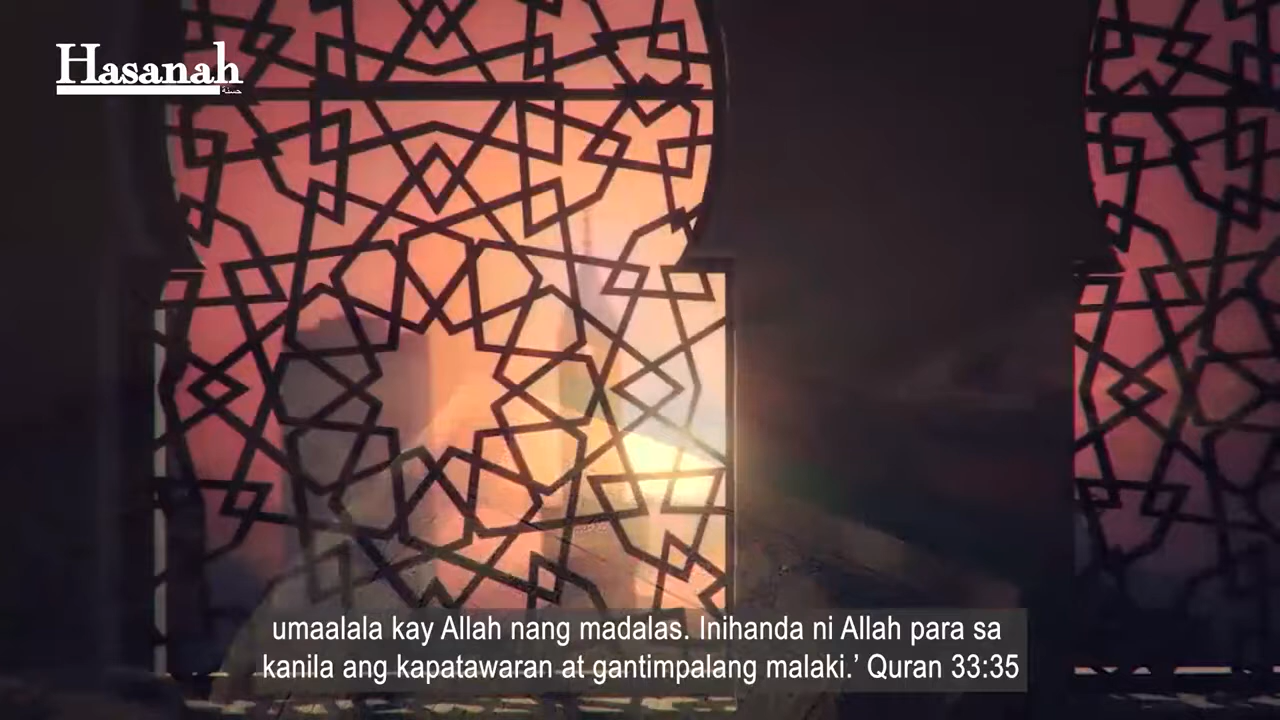 Hasanah
حسنة
umaalala kay Allah nang madalas. Inihanda ni Allah para sa
kanila ang kapatawaran at gantimpalang malaki.’ Quran 33:35